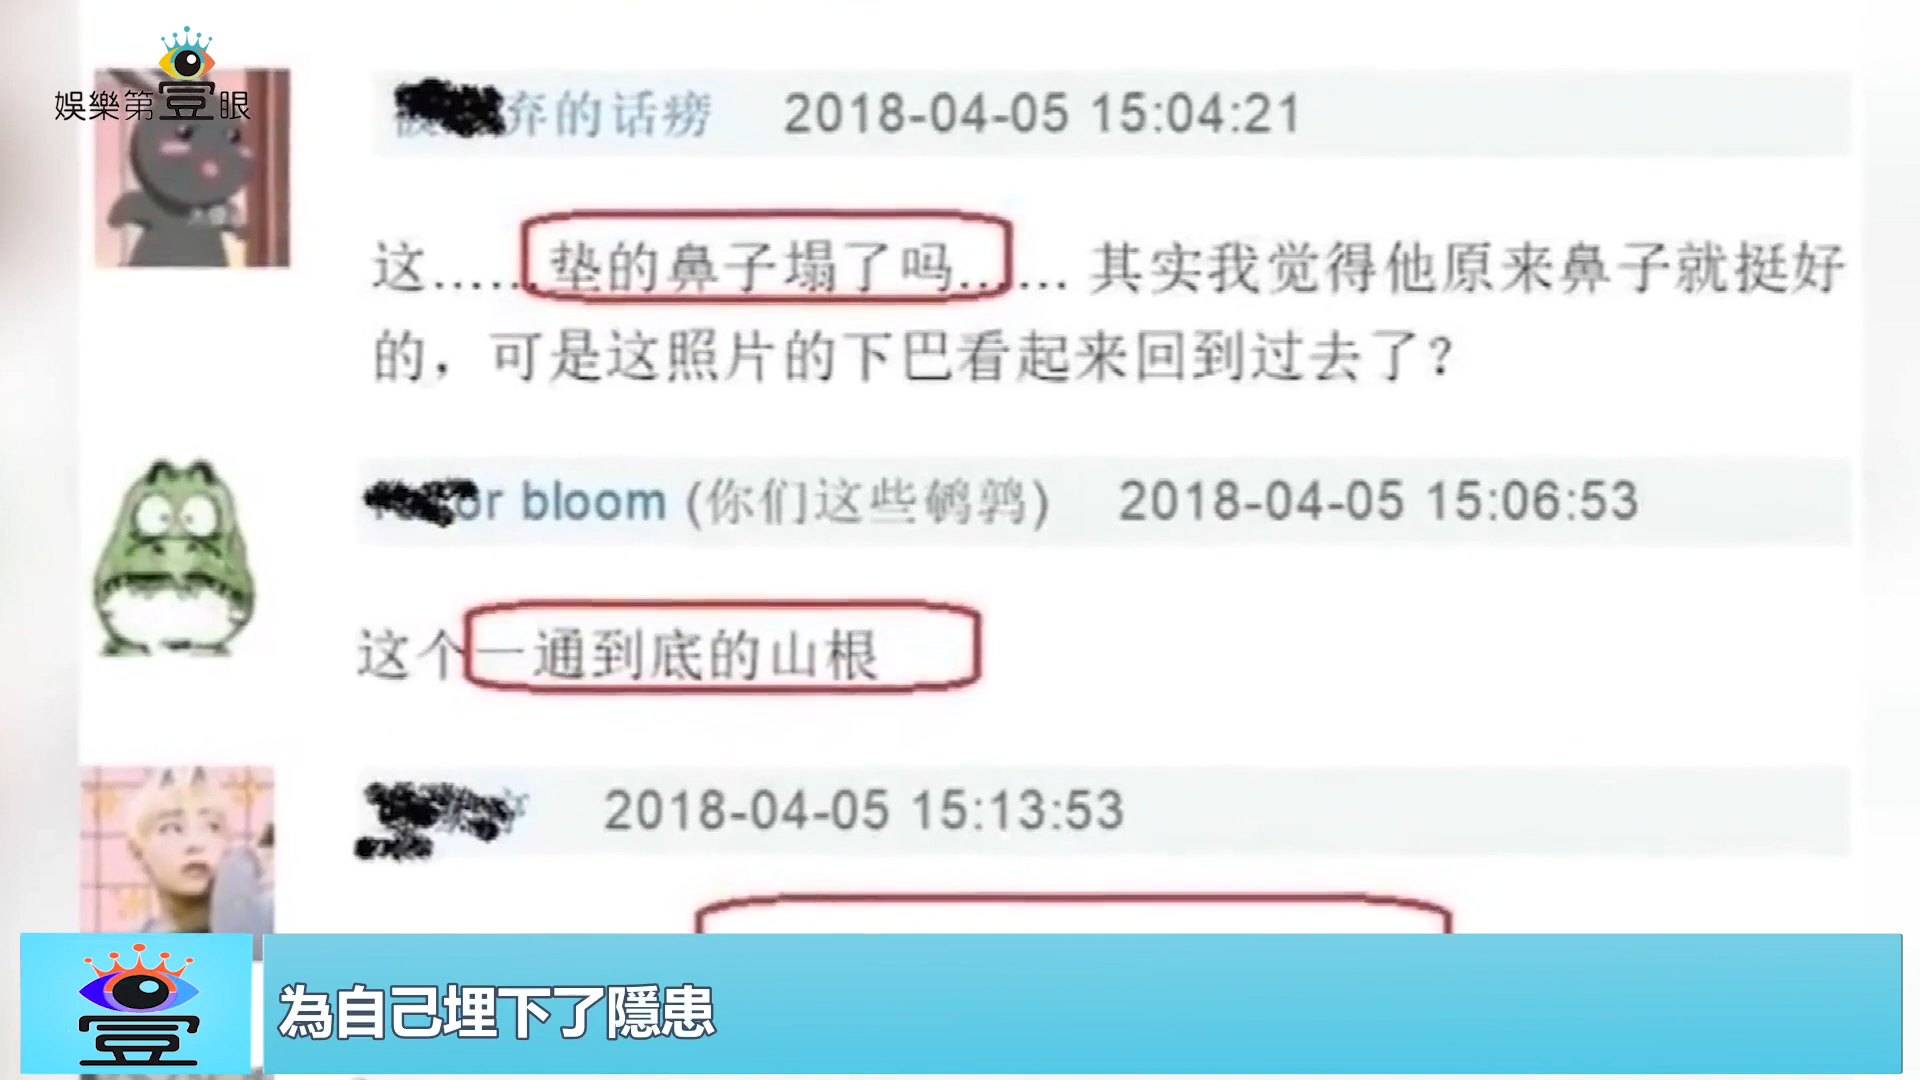 娛樂第壹眼
弃的话痨 2018-04-05 15:04:21
这......垫的鼻子塌了吗...... 其实我觉得他原来鼻子就挺好
的，可是这照片的下巴看起来回到过去了？
or bloom (你们这些鹌鹑) 2018-04-05 15:06:53
这个一通到底的山根
2018-04-05 15:13:53
壹
為自己埋下了隱患